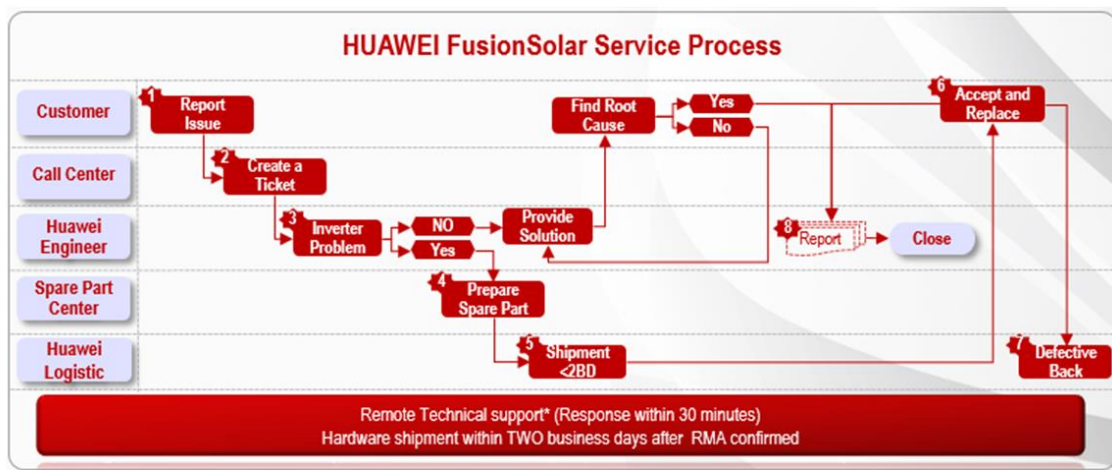 HUAWEI FusionSolar Service Process
Customer
1
Report
Issue
Find Root
Cause
Yes
No
6
Accept and
Replace
Call Center
2
Create a
Ticket
Huawei
Engineer
3
Inverter
Problem
NO
Yes
Provide
Solution
8
Report
Close
Spare Part
Center
4
Prepare
Spare Part
Huawei
Logistic
5
Shipment
<2BD
7
Defective
Back
Remote Technical support* (Response within 30 minutes)
Hardware shipment within TWO business days after RMA confirmed